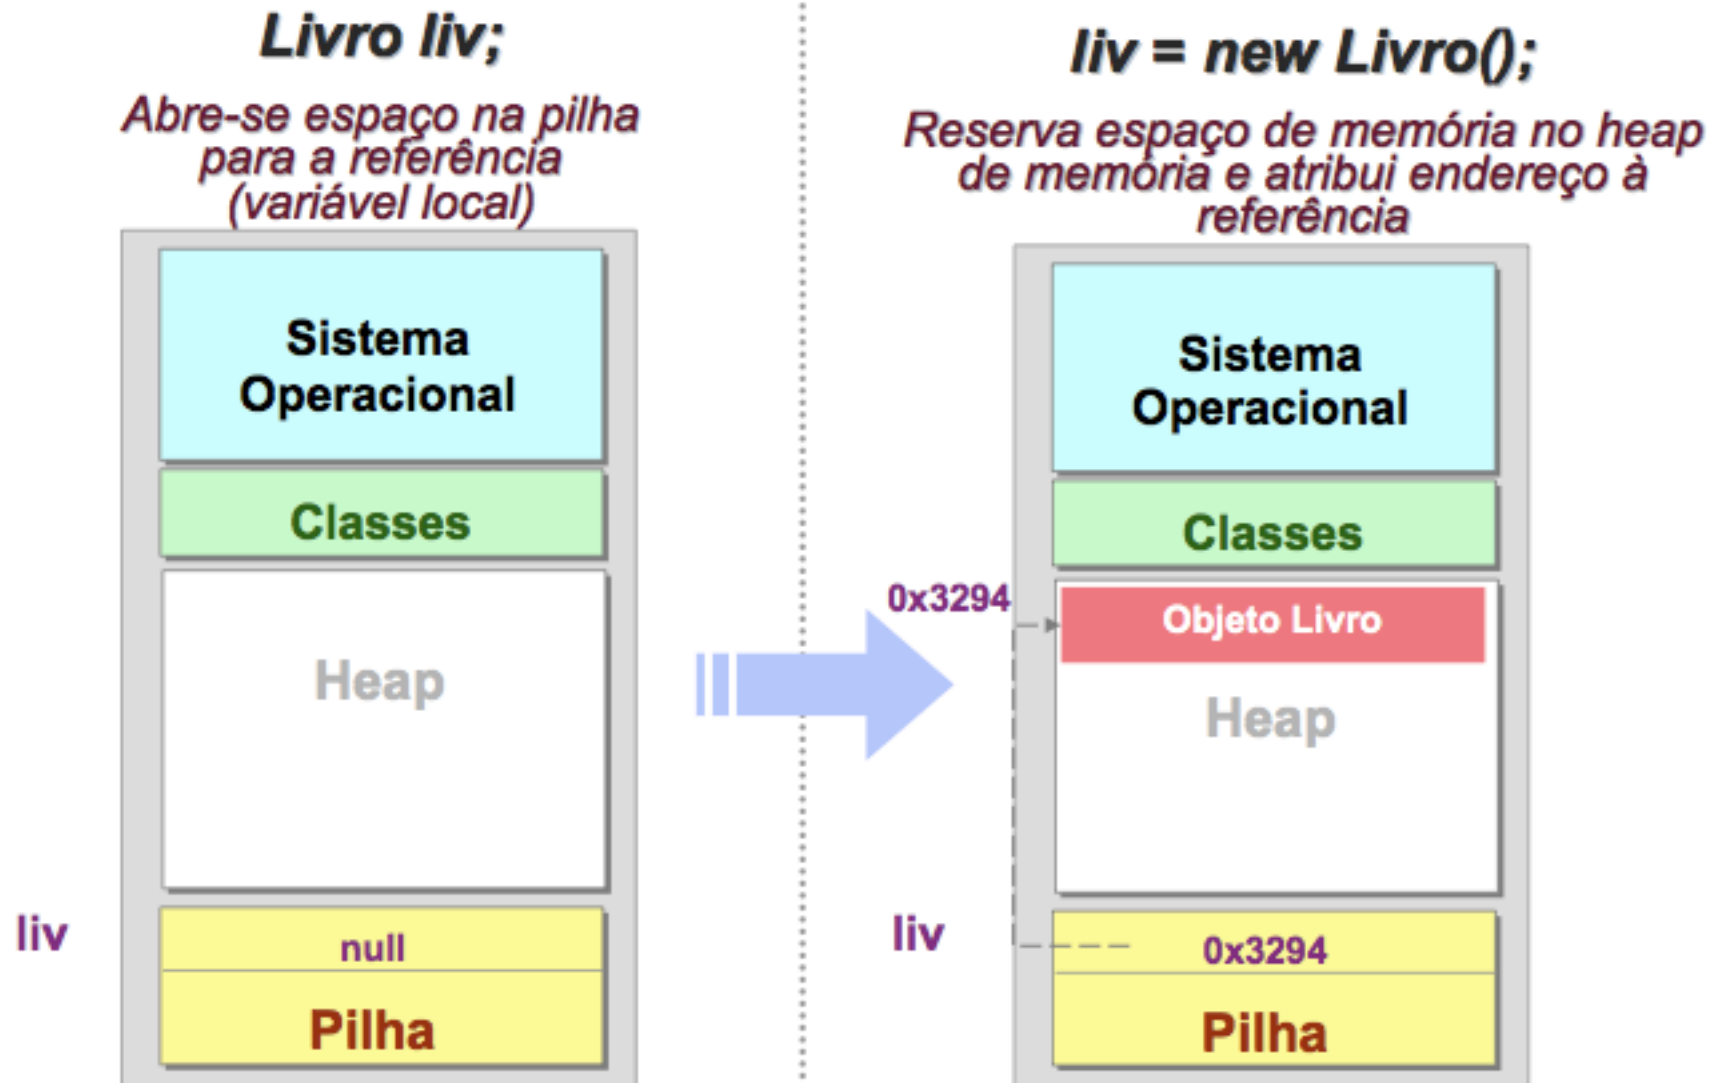 Livro liv;
Abre-se espaço na pilha
para a referência
(variável local)
Sistema
Operacional
Classes
Heap
liv
null
Pilha
liv = new Livro();
Reserva espaço de memória no heap
de memória e atribui endereço à
referência
Sistema
Operacional
Classes
0x3294
Objeto Livro
Heap
liv
0x3294
Pilha